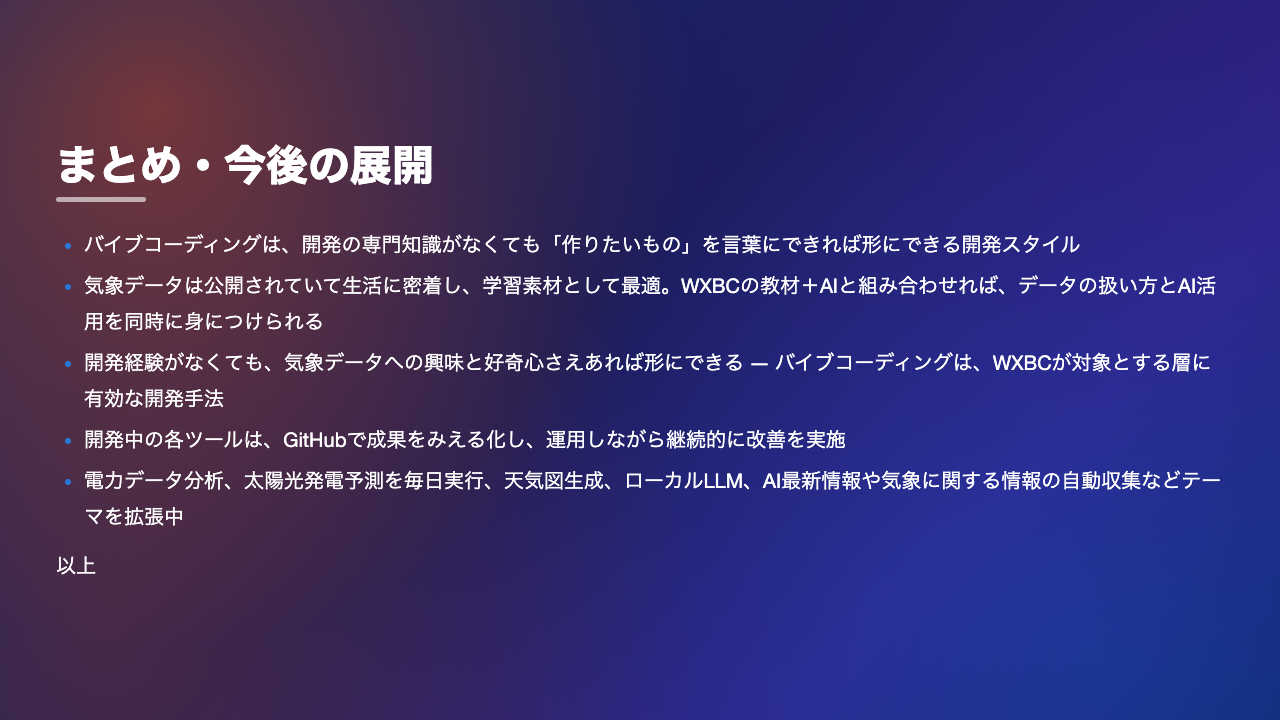 まとめ・今後の展開
バイブコーディングは、開発の専門知識がなくても「作りたいもの」を言葉にできれば形にできる開発スタイル
気象データは公開されていて生活に密着し、学習素材として最適。WXBCの教材＋AIと組み合わせれば、データの扱い方とAI活
用を同時に身につけられる
開発経験がなくても、気象データへの興味と好奇心さえあれば形にできる — バイブコーディングは、WXBCが対象とする層に
有効な開発手法
開発中の各ツールは、GitHubで成果をみえる化し、運用しながら継続的に改善を実施
電力データ分析、太陽光発電予測を毎日実行、天気図生成、ローカルLLM、AI最新情報や気象に関する情報の自動収集などテー
マを拡張中
以上